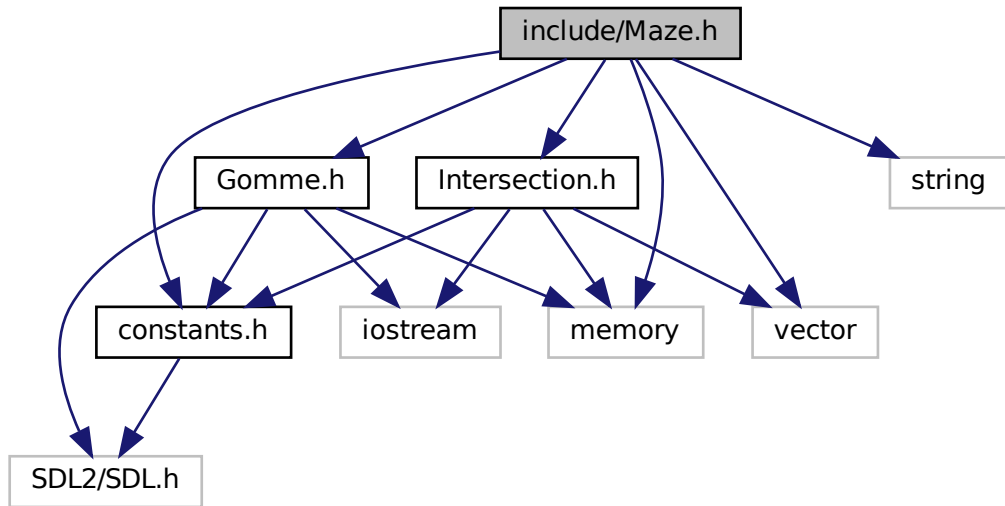 include/Maze.h
Gomme.h
Intersection.h
string
constants.h
iostream
memory
vector
SDL2/SDL.h